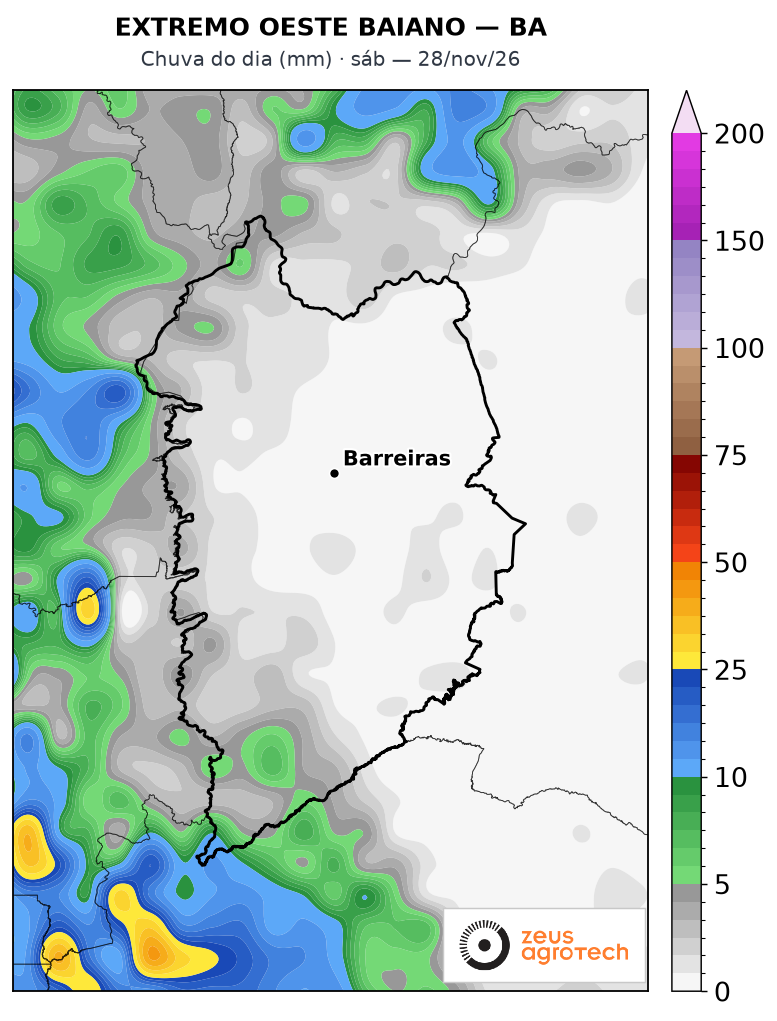 EXTREMO OESTE BAIANO — BA
Chuva do dia (mm) · sáb — 28/nov/26
200
150
100
75
50
25
10
5
0
Barreiras
zeus
agrotech